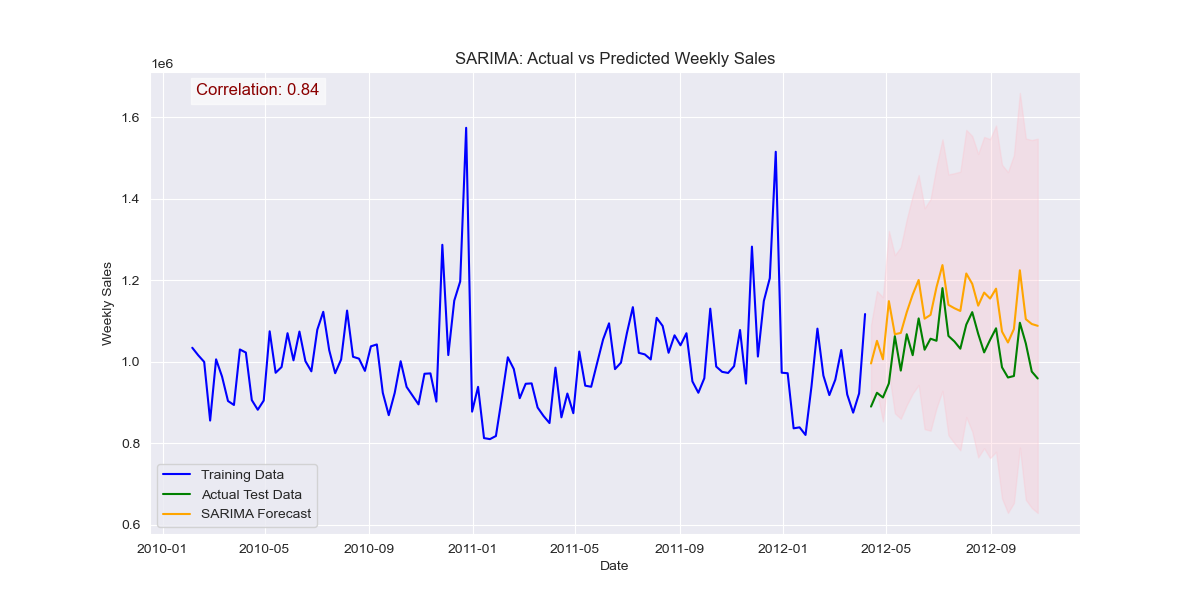 SARIMA: Actual vs Predicted Weekly Sales
1e6
Correlation: 0.84
1.6
1.4
1.2
1.0
0.8
0.6
Weekly Sales
Training Data
Actual Test Data
SARIMA Forecast
2010-01 2010-05 2010-09 2011-01 2011-05 2011-09 2012-01 2012-05 2012-09
Date